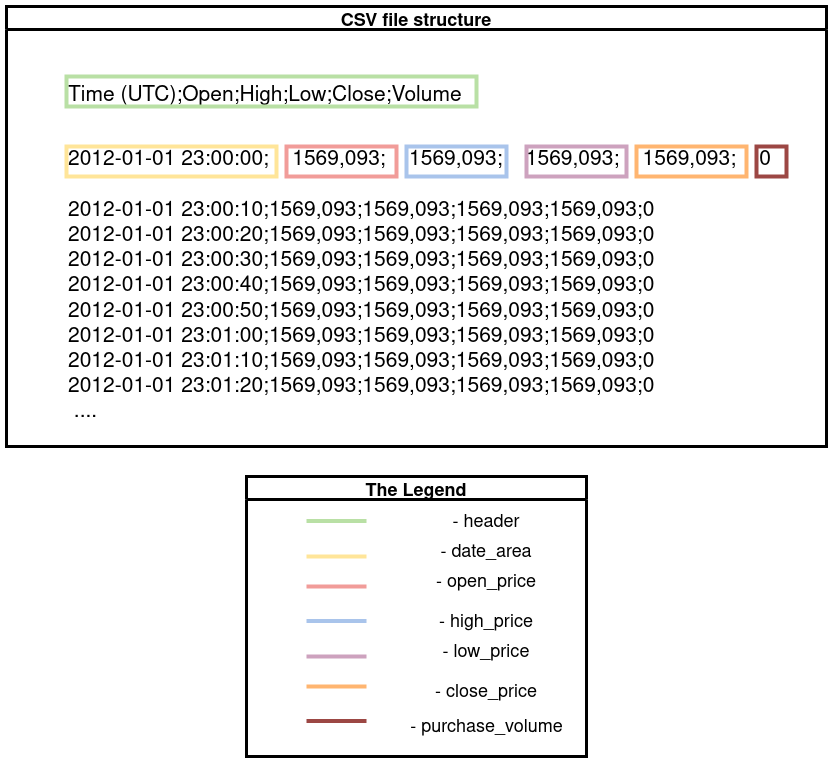 CSV file structure
Time (UTC);Open;High;Low;Close;Volume
2012-01-01 23:00:00; 1569,093; 1569,093; 1569,093; 1569,093; 0
2012-01-01 23:00:10;1569,093;1569,093;1569,093;1569,093;0
2012-01-01 23:00:20;1569,093;1569,093;1569,093;1569,093;0
2012-01-01 23:00:30;1569,093;1569,093;1569,093;1569,093;0
2012-01-01 23:00:40;1569,093;1569,093;1569,093;1569,093;0
2012-01-01 23:00:50;1569,093;1569,093;1569,093;1569,093;0
2012-01-01 23:01:00;1569,093;1569,093;1569,093;1569,093;0
2012-01-01 23:01:10;1569,093;1569,093;1569,093;1569,093;0
2012-01-01 23:01:20;1569,093;1569,093;1569,093;1569,093;0
....
The Legend
- header
- date_area
- open_price
- high_price
- low_price
- close_price
- purchase_volume